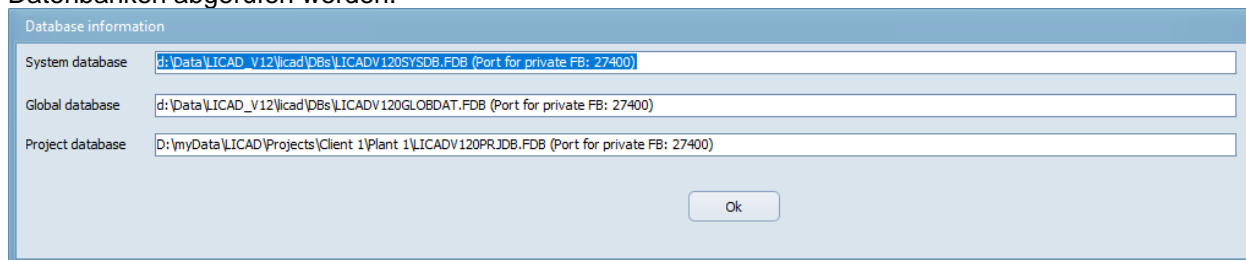 Datenbanken abgerufen werden.
Database information
System database d:\Data\LICAD_V12\licad\DBs\LICADV120SYSDB.FDB (Port for private FB: 27400)
Global database d:\Data\LICAD_V12\licad\DBs\LICADV120GLOBDAT.FDB (Port for private FB: 27400)
Project database D:\myData\LICAD\Projects\Client 1\Plant 1\LICADV120PRJDB.FDB (Port for private FB: 27400)
Ok